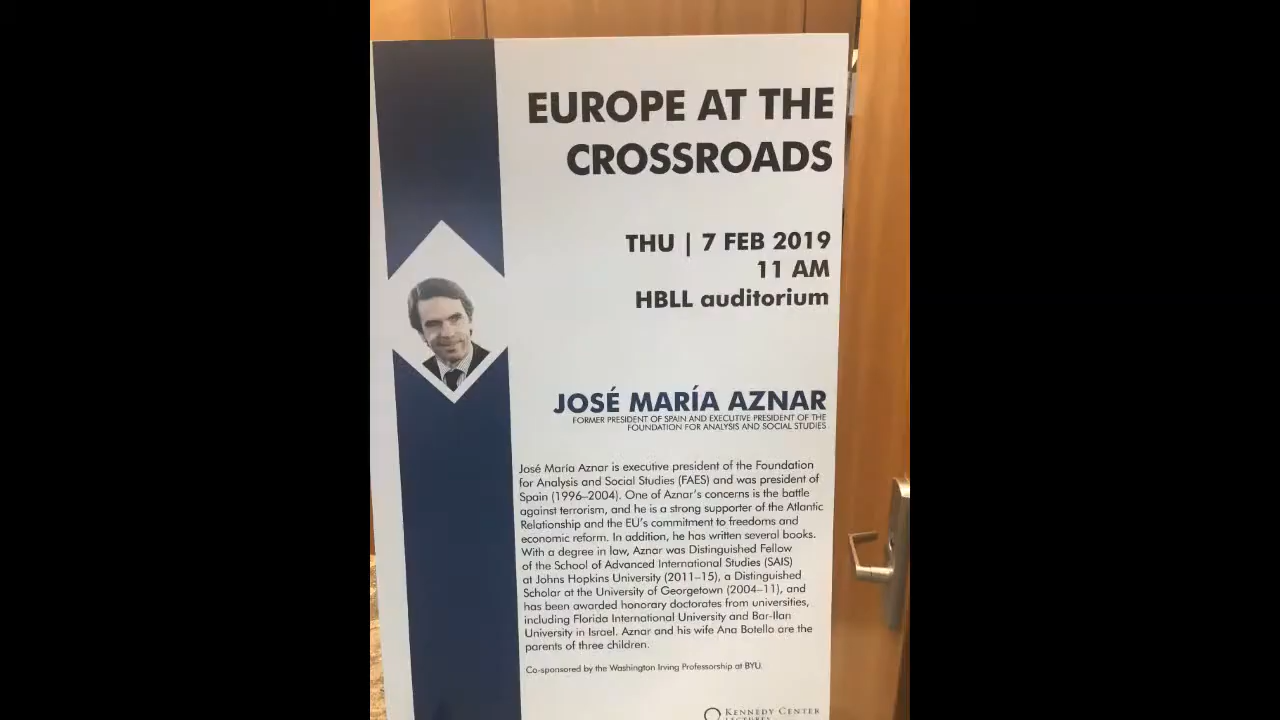 EUROPE AT THE
CROSSROADS
THU | 7 FEB 2019
11 AM
HBLL auditorium
JOSÉ MARÍA AZNAR
FORMER PRESIDENT OF SPAIN AND EXECUTIVE PRESIDENT OF THE
FOUNDATION FOR ANALYSIS AND SOCIAL STUDIES
José María Aznar is executive president of the Foundation
for Analysis and Social Studies (FAES) and was president of
Spain (1996–2004). One of Aznar's concerns is the battle
against terrorism, and he is a strong supporter of the Atlantic
Relationship and the EU's commitment to freedoms and
economic reform. In addition, he has written several books.
With a degree in law, Aznar was Distinguished Fellow
of the School of Advanced International Studies (SAIS)
at Johns Hopkins University (2011–15), a Distinguished
Scholar at the University of Georgetown (2004–11), and
has been awarded honorary doctorates from universities,
including Florida International University and Bar-Ilan
University in Israel. Aznar and his wife Ana Botello are the
parents of three children.
Co-sponsored by the Washington Irving Professorship at BYU.
KENNEDY CENTER
LECTURES